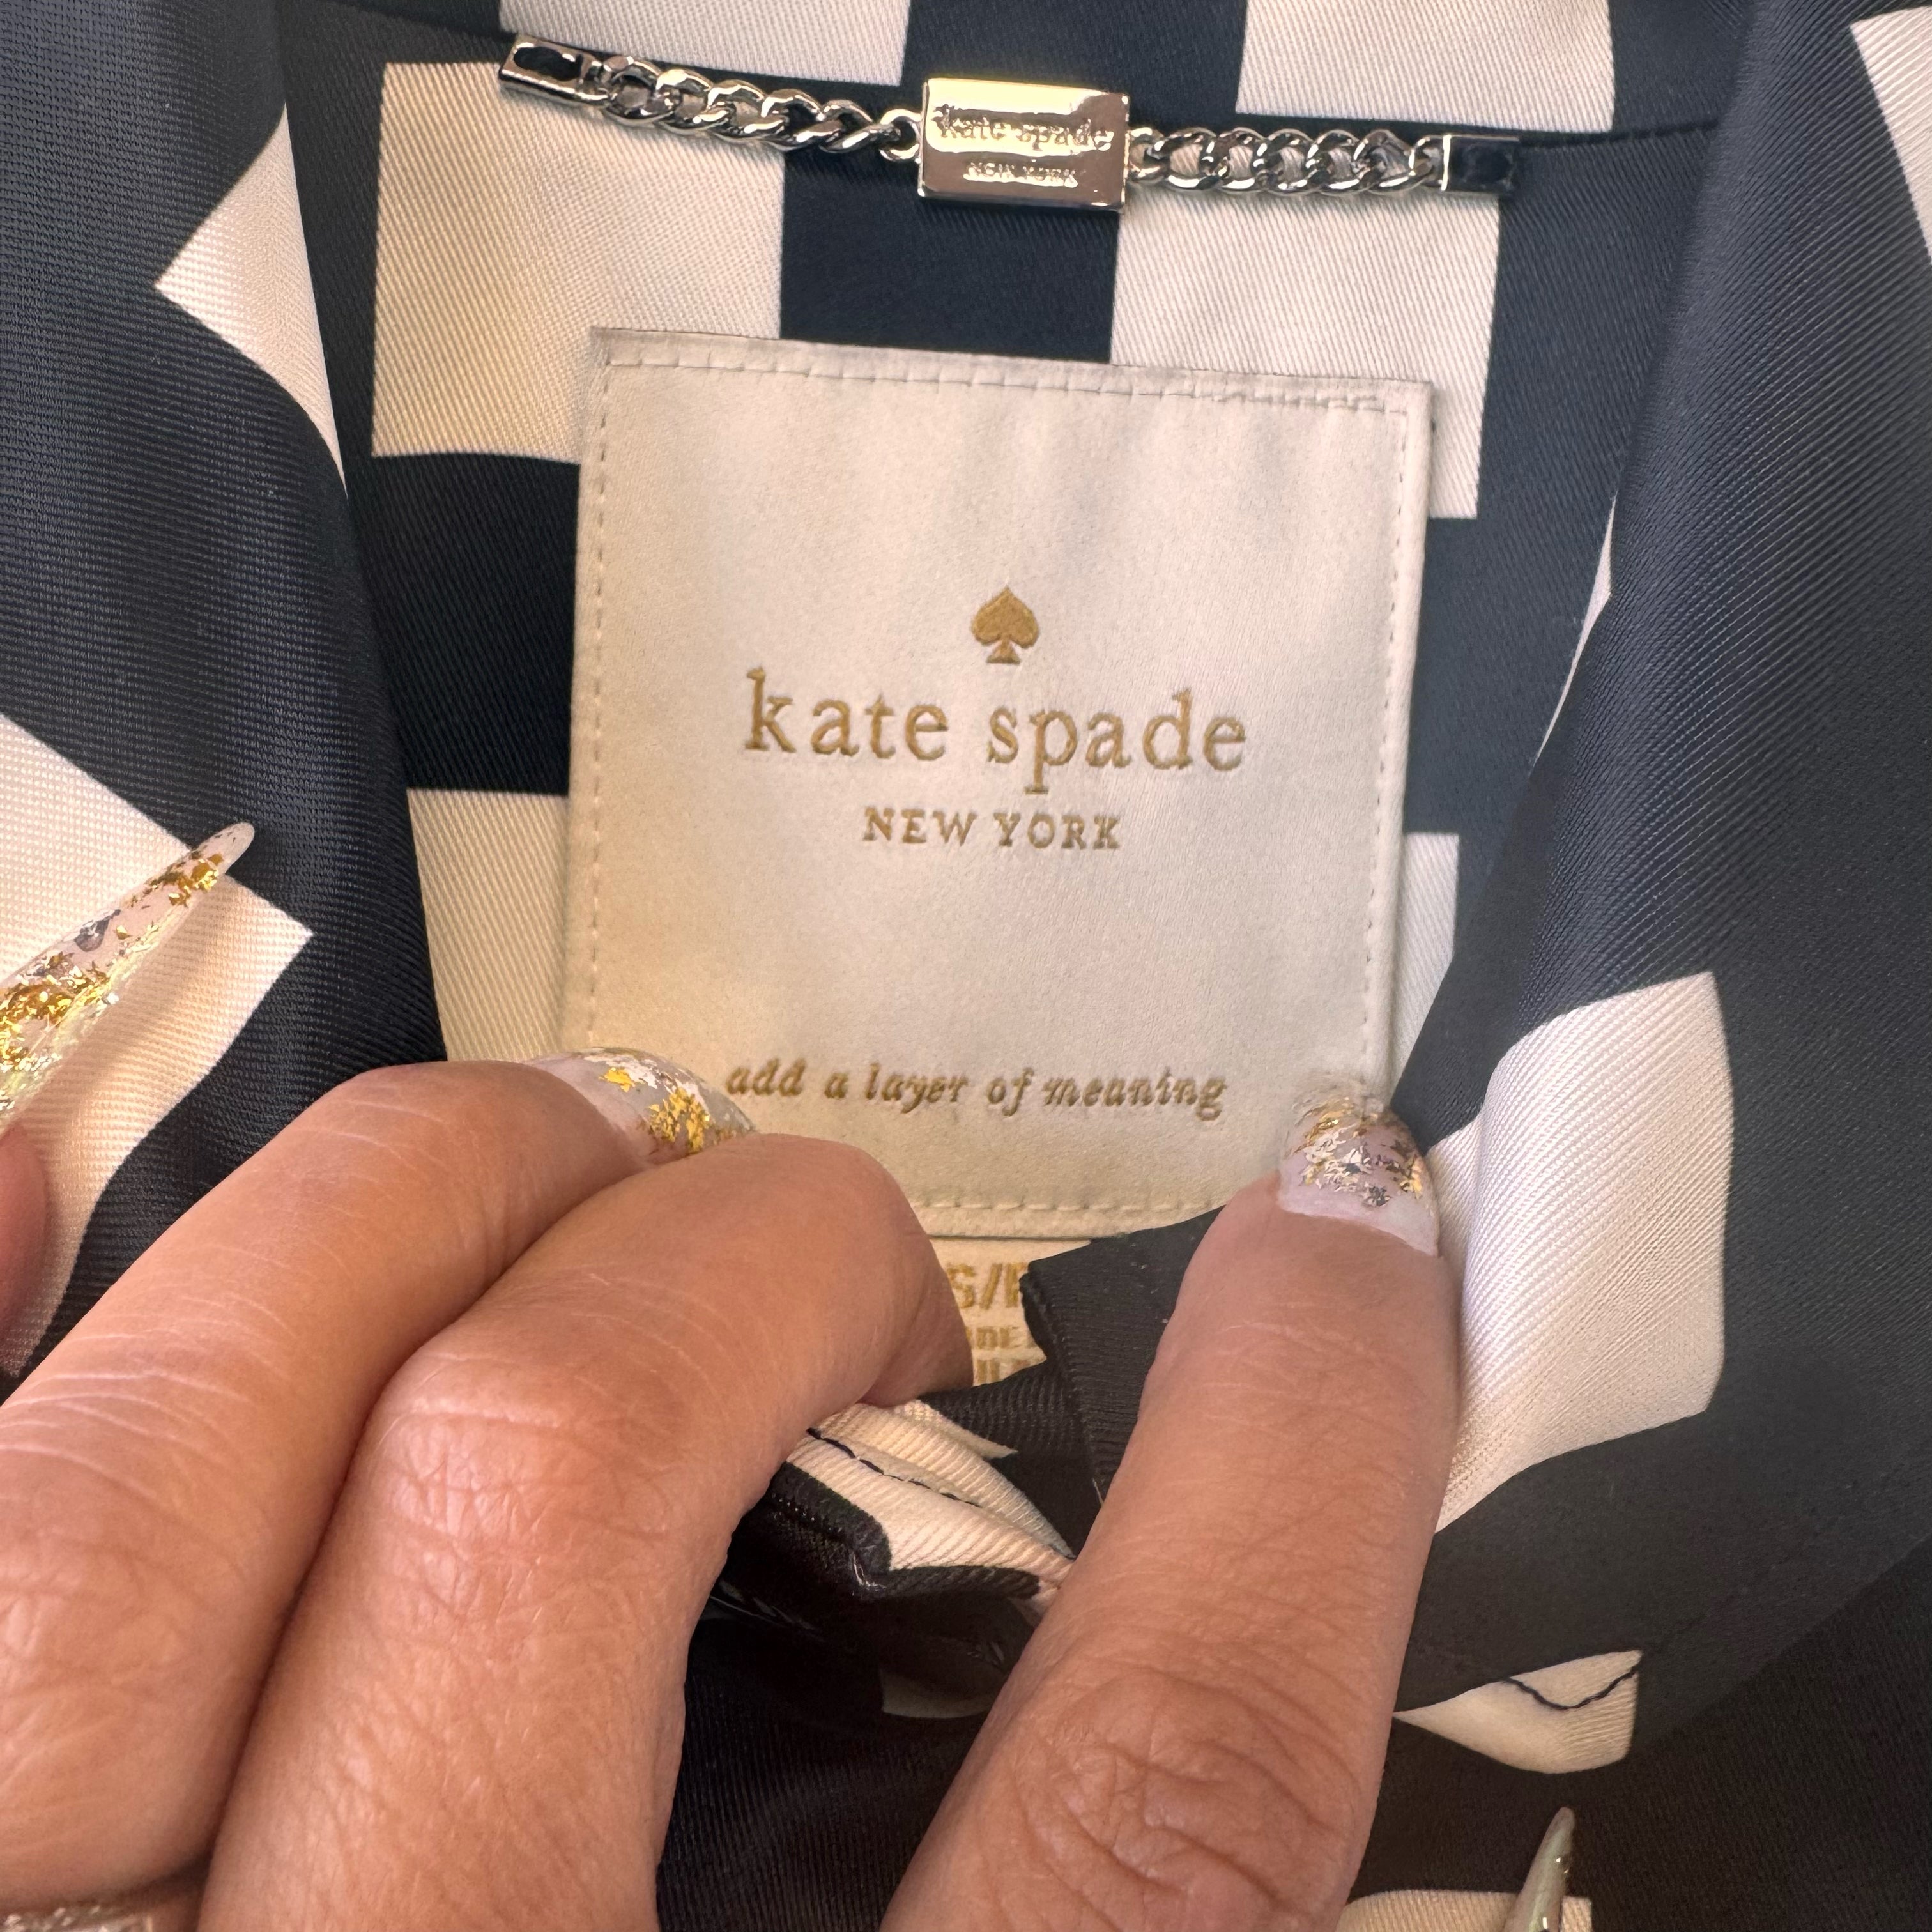 kate spade
NEW YORK
kate spade
NEW YORK
add a layer of meaning
S/P